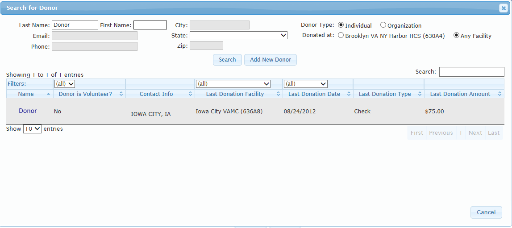 Search for Donor
Last Name: Donor First Name: City: Donor Type: Individual Organization
Email: State: Donated at: Brooklyn VA NY Harbor HCS (630A4) Any Facility
Phone: Zip:
Search Add New Donor
Showing 1 to 1 of 1 entries Search:
Filters: (all) (all) (all)
Name Donor is Volunteer? Contact Info Last Donation Facility Last Donation Date Last Donation Type Last Donation Amount
Donor No IOWA CITY, IA Iowa City VAMC (636A8) 08/24/2012 Check $75.00
Show 10 entries First Previous 1 Next Last
Cancel